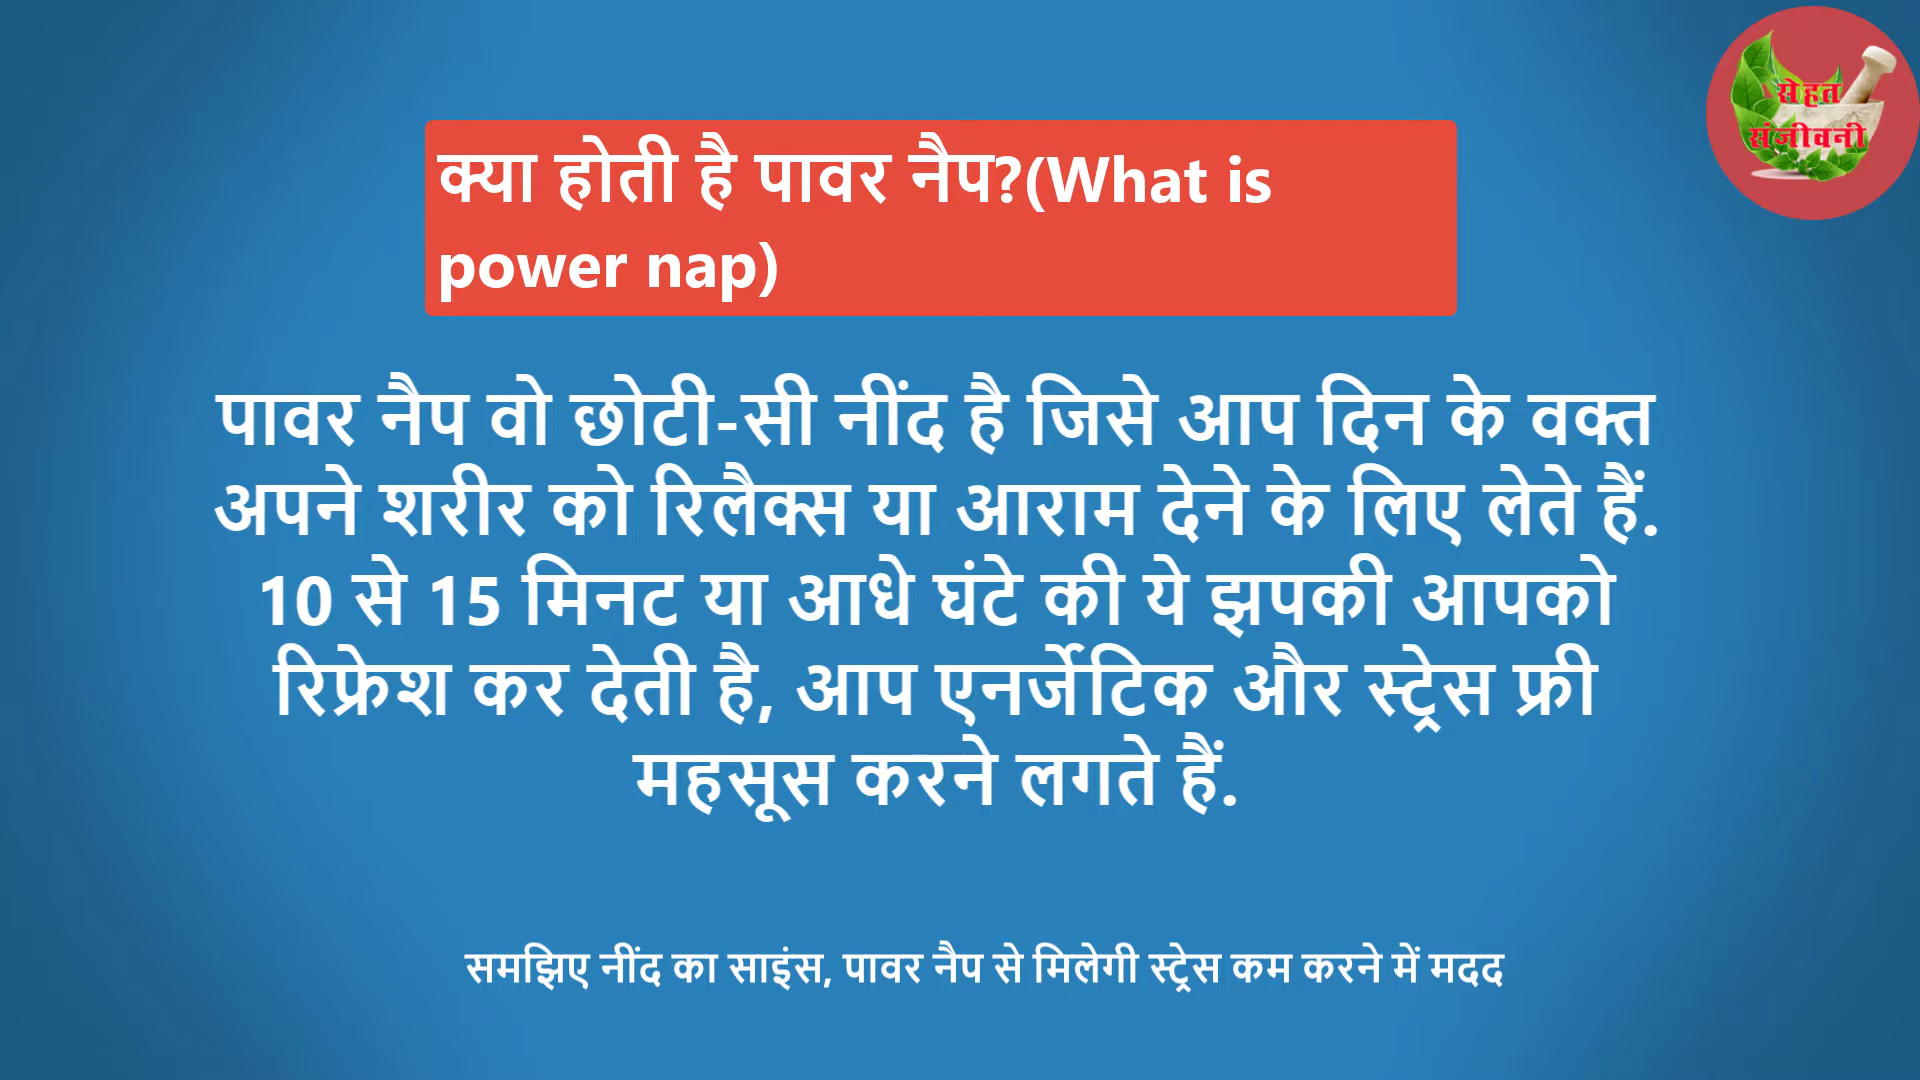 सेहत
संजीवनी
क्या होती है पावर नैप?(What is
power nap)
पावर नैप वो छोटी-सी नींद है जिसे आप दिन के वक्त
अपने शरीर को रिलैक्स या आराम देने के लिए लेते हैं.
10 से 15 मिनट या आधे घंटे की ये झपकी आपको
रिफ्रेश कर देती है, आप एनर्जेटिक और स्ट्रेस फ्री
महसूस करने लगते हैं.
समझिए नींद का साइंस, पावर नैप से मिलेगी स्ट्रेस कम करने में मदद